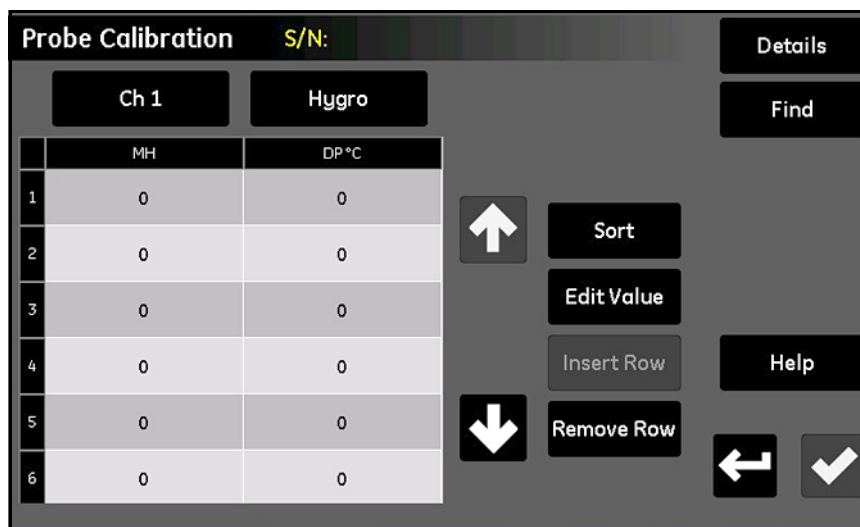 Probe Calibration S/N:
Details
Ch 1 Hygro
Find
MH DP°C
1 0 0
2 0 0
Sort
3 0 0
Edit Value
4 0 0
Insert Row
Help
5 0 0
Remove Row
6 0 0